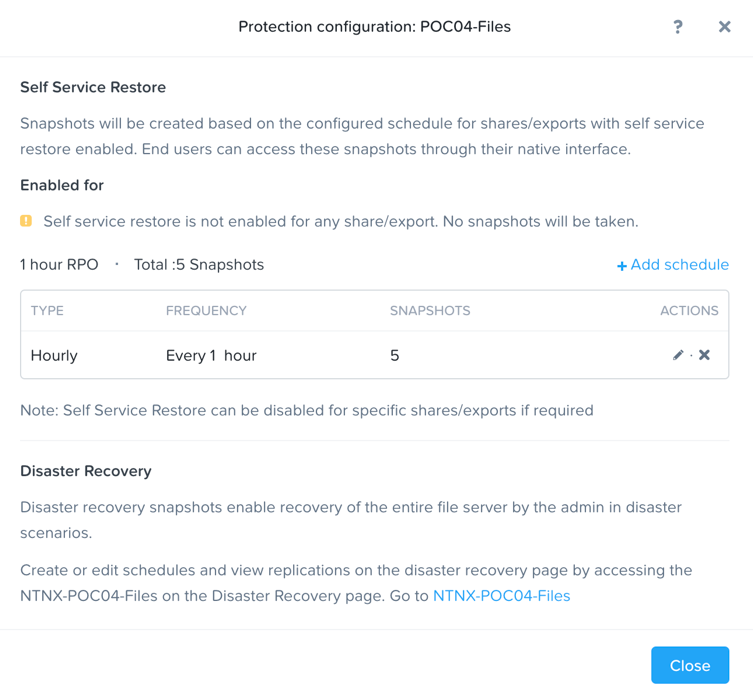 Protection configuration: POC04-Files
?
Self Service Restore
Snapshots will be created based on the configured schedule for shares/exports with self service
restore enabled. End users can access these snapshots through their native interface.
Enabled for
Self service restore is not enabled for any share/export. No snapshots will be taken.
1 hour RPO · Total :5 Snapshots + Add schedule
TYPE FREQUENCY SNAPSHOTS ACTIONS
Hourly Every 1 hour 5
Note: Self Service Restore can be disabled for specific shares/exports if required
Disaster Recovery
Disaster recovery snapshots enable recovery of the entire file server by the admin in disaster
scenarios.
Create or edit schedules and view replications on the disaster recovery page by accessing the
NTNX-POC04-Files on the Disaster Recovery page. Go to NTNX-POC04-Files
Close